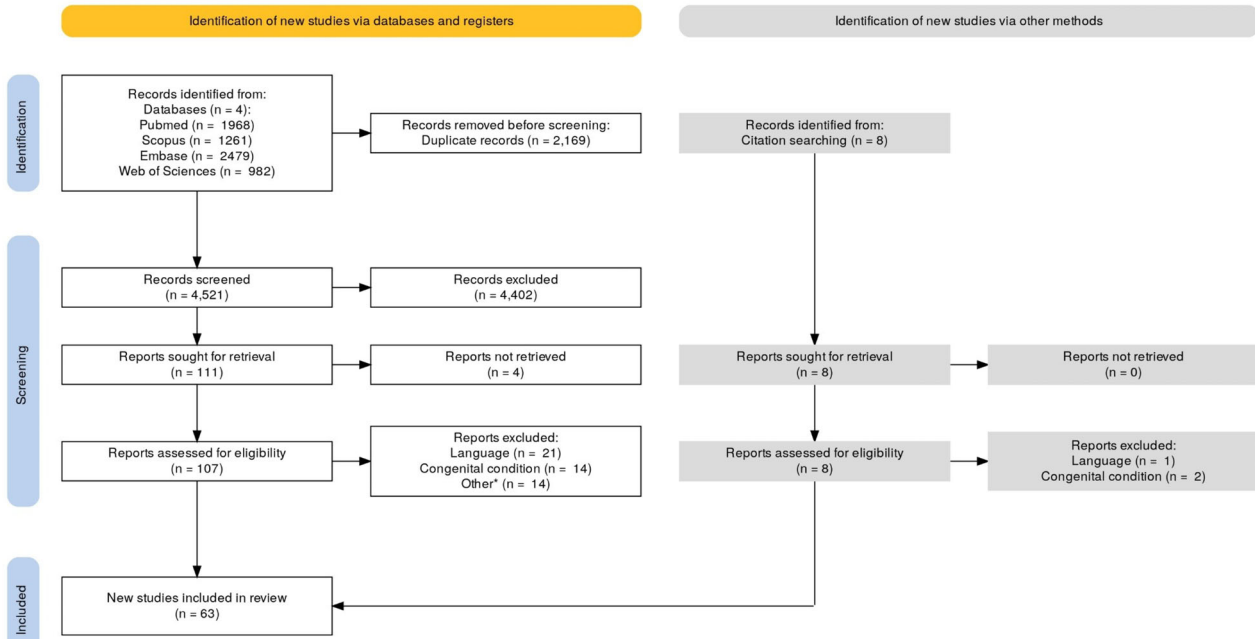 Identification of new studies via databases and registers
Identification of new studies via other methods
Identification
Records identified from:
Databases (n = 4):
Pubmed (n = 1968)
Scopus (n = 1261)
Embase (n = 2479)
Web of Sciences (n = 982)
Records removed before screening:
Duplicate records (n = 2,169)
Records identified from:
Citation searching (n = 8)
Screening
Records screened
(n = 4,521)
Records excluded
(n = 4,402)
Reports sought for retrieval
(n = 111)
Reports not retrieved
(n = 4)
Reports sought for retrieval
(n = 8)
Reports not retrieved
(n = 0)
Reports assessed for eligibility
(n = 107)
Reports excluded:
Language (n = 21)
Congenital condition (n = 14)
Other* (n = 14)
Reports assessed for eligibility
(n = 8)
Reports excluded:
Language (n = 1)
Congenital condition (n = 2)
Included
New studies included in review
(n = 63)